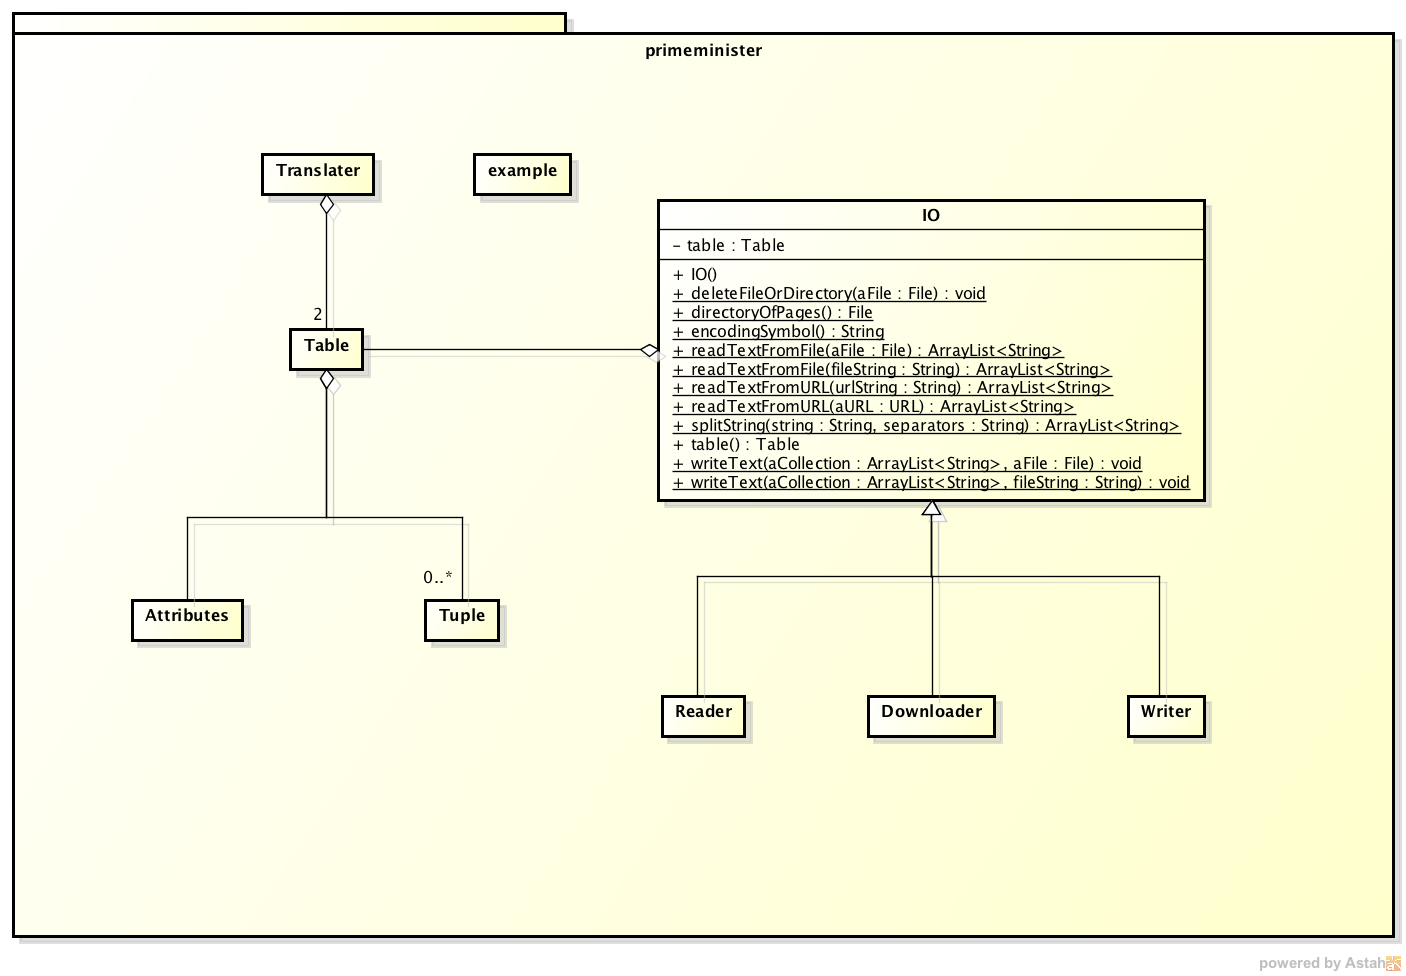 primeminister
Translater
example
IO
- table : Table
+ IO()
+ deleteFileOrDirectory(aFile : File) : void
+ directoryOfPages() : File
+ encodingSymbol() : String
+ readTextFromFile(aFile : File) : ArrayList<String>
+ readTextFromFile(fileString : String) : ArrayList<String>
+ readTextFromURL(urlString : String) : ArrayList<String>
+ readTextFromURL(aURL : URL) : ArrayList<String>
+ splitString(string : String, separators : String) : ArrayList<String>
+ table() : Table
+ writeText(aCollection : ArrayList<String>, aFile : File) : void
+ writeText(aCollection : ArrayList<String>, fileString : String) : void
2
Table
0..*
Attributes
Tuple
Reader
Downloader
Writer
powered by Astah